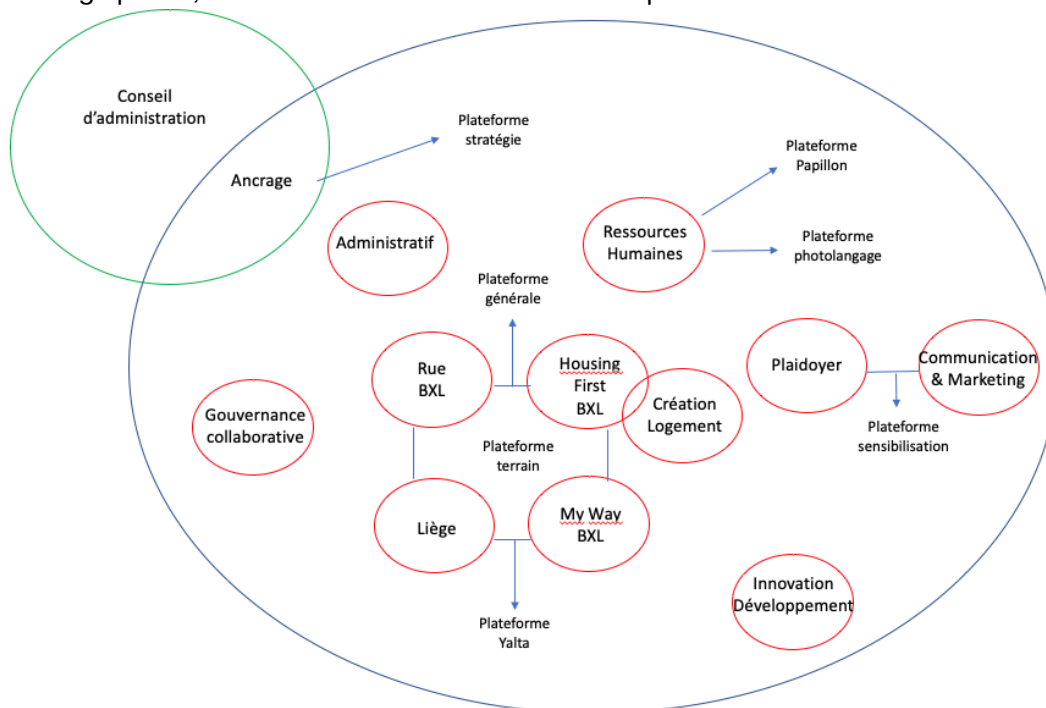 Conseil
d'administration
Plateforme
stratégie
Ancrage
Plateforme
Papillon
Administratif
Ressources
Humaines
Plateforme
photolangage
Plateforme
générale
Rue
BXL
Housing
First
BXL
Plaidoyer
Communication
& Marketing
Gouvernance
collaborative
Création
Logement
Plateforme
terrain
Plateforme
sensibilisation
Liège
My Way
BXL
Innovation
Développement
Plateforme
Yalta